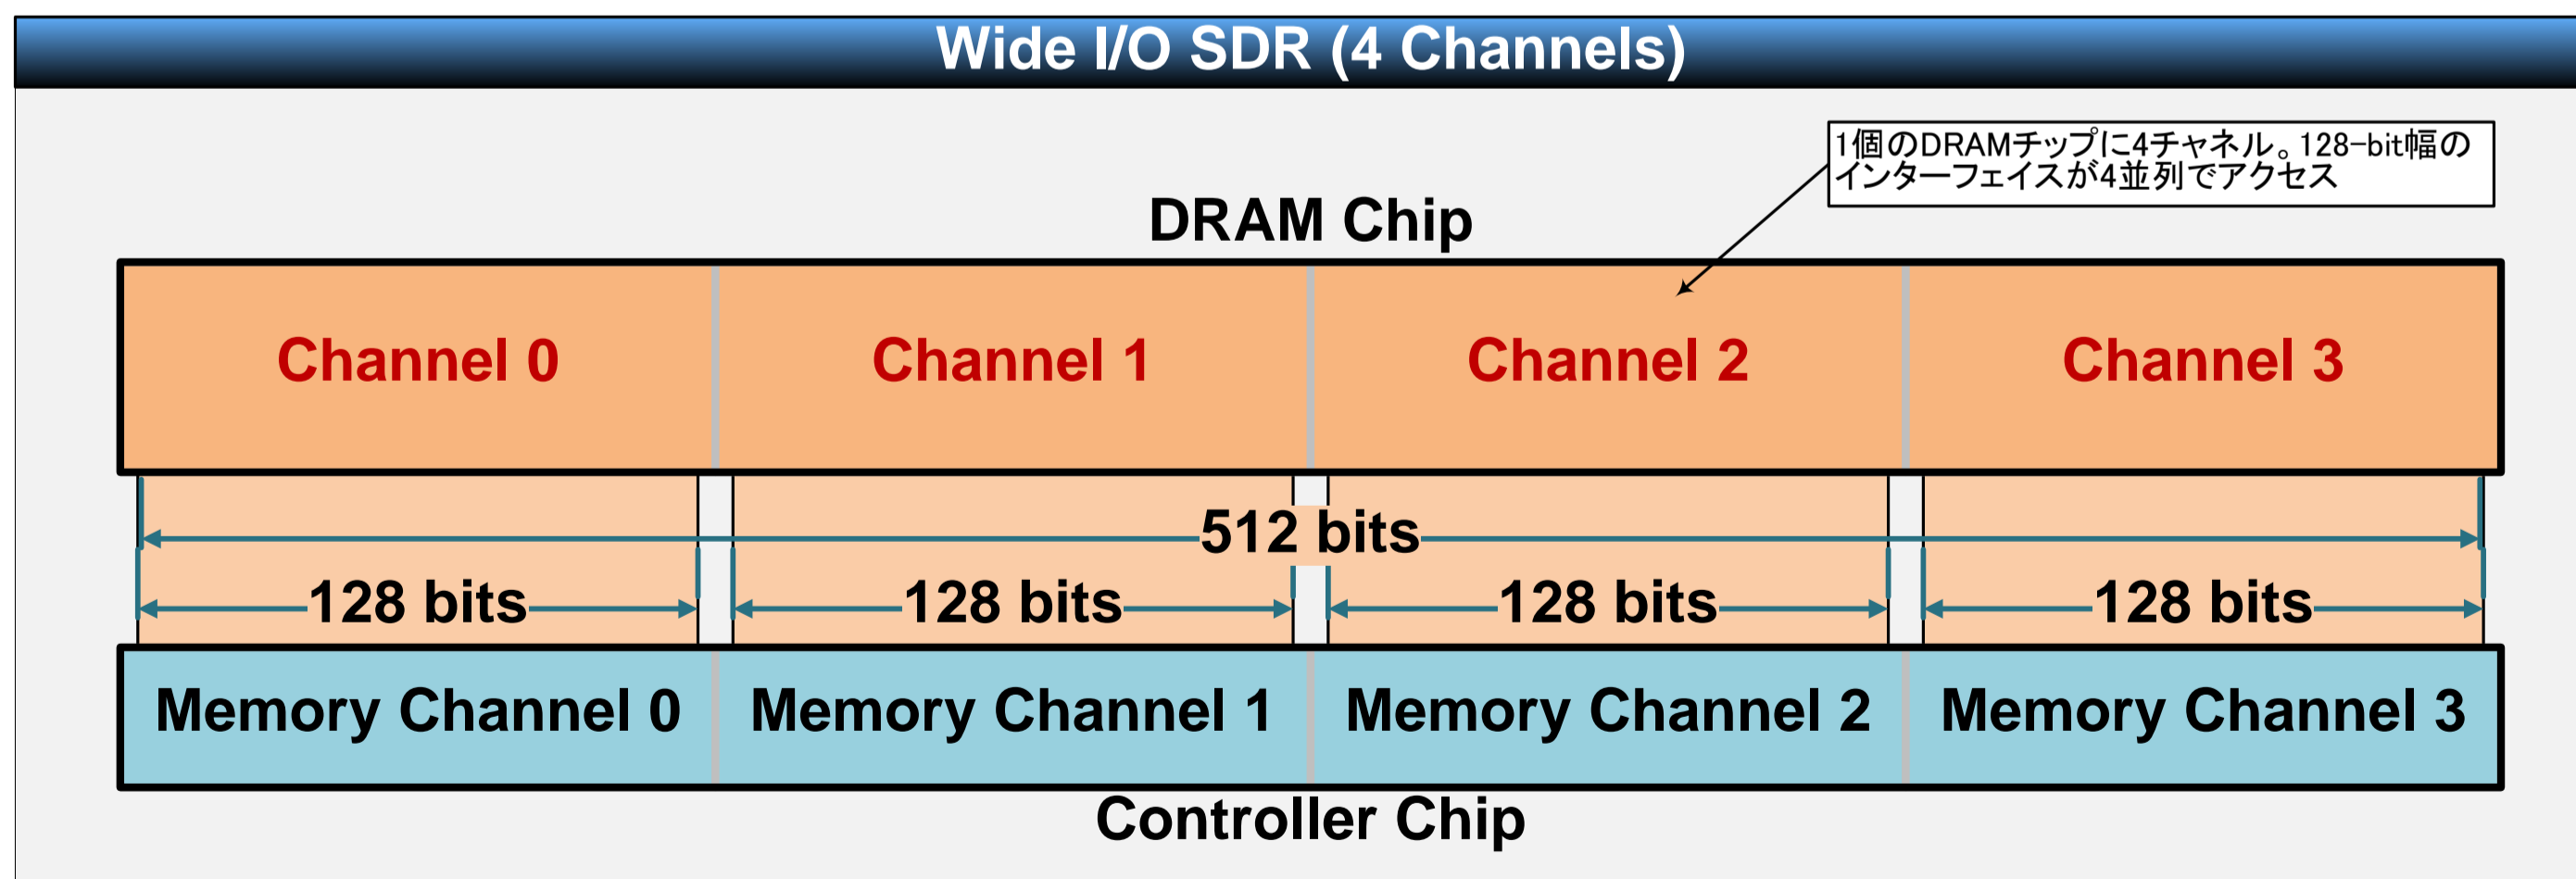 Wide I/O SDR (4 Channels)
1個のDRAMチップに4チャネル。128-bit幅の
インターフェイスが4並列でアクセス
DRAM Chip
Channel 0
Channel 1
Channel 2
Channel 3
512 bits
128 bits
128 bits
128 bits
128 bits
Memory Channel 0
Memory Channel 1
Memory Channel 2
Memory Channel 3
Controller Chip